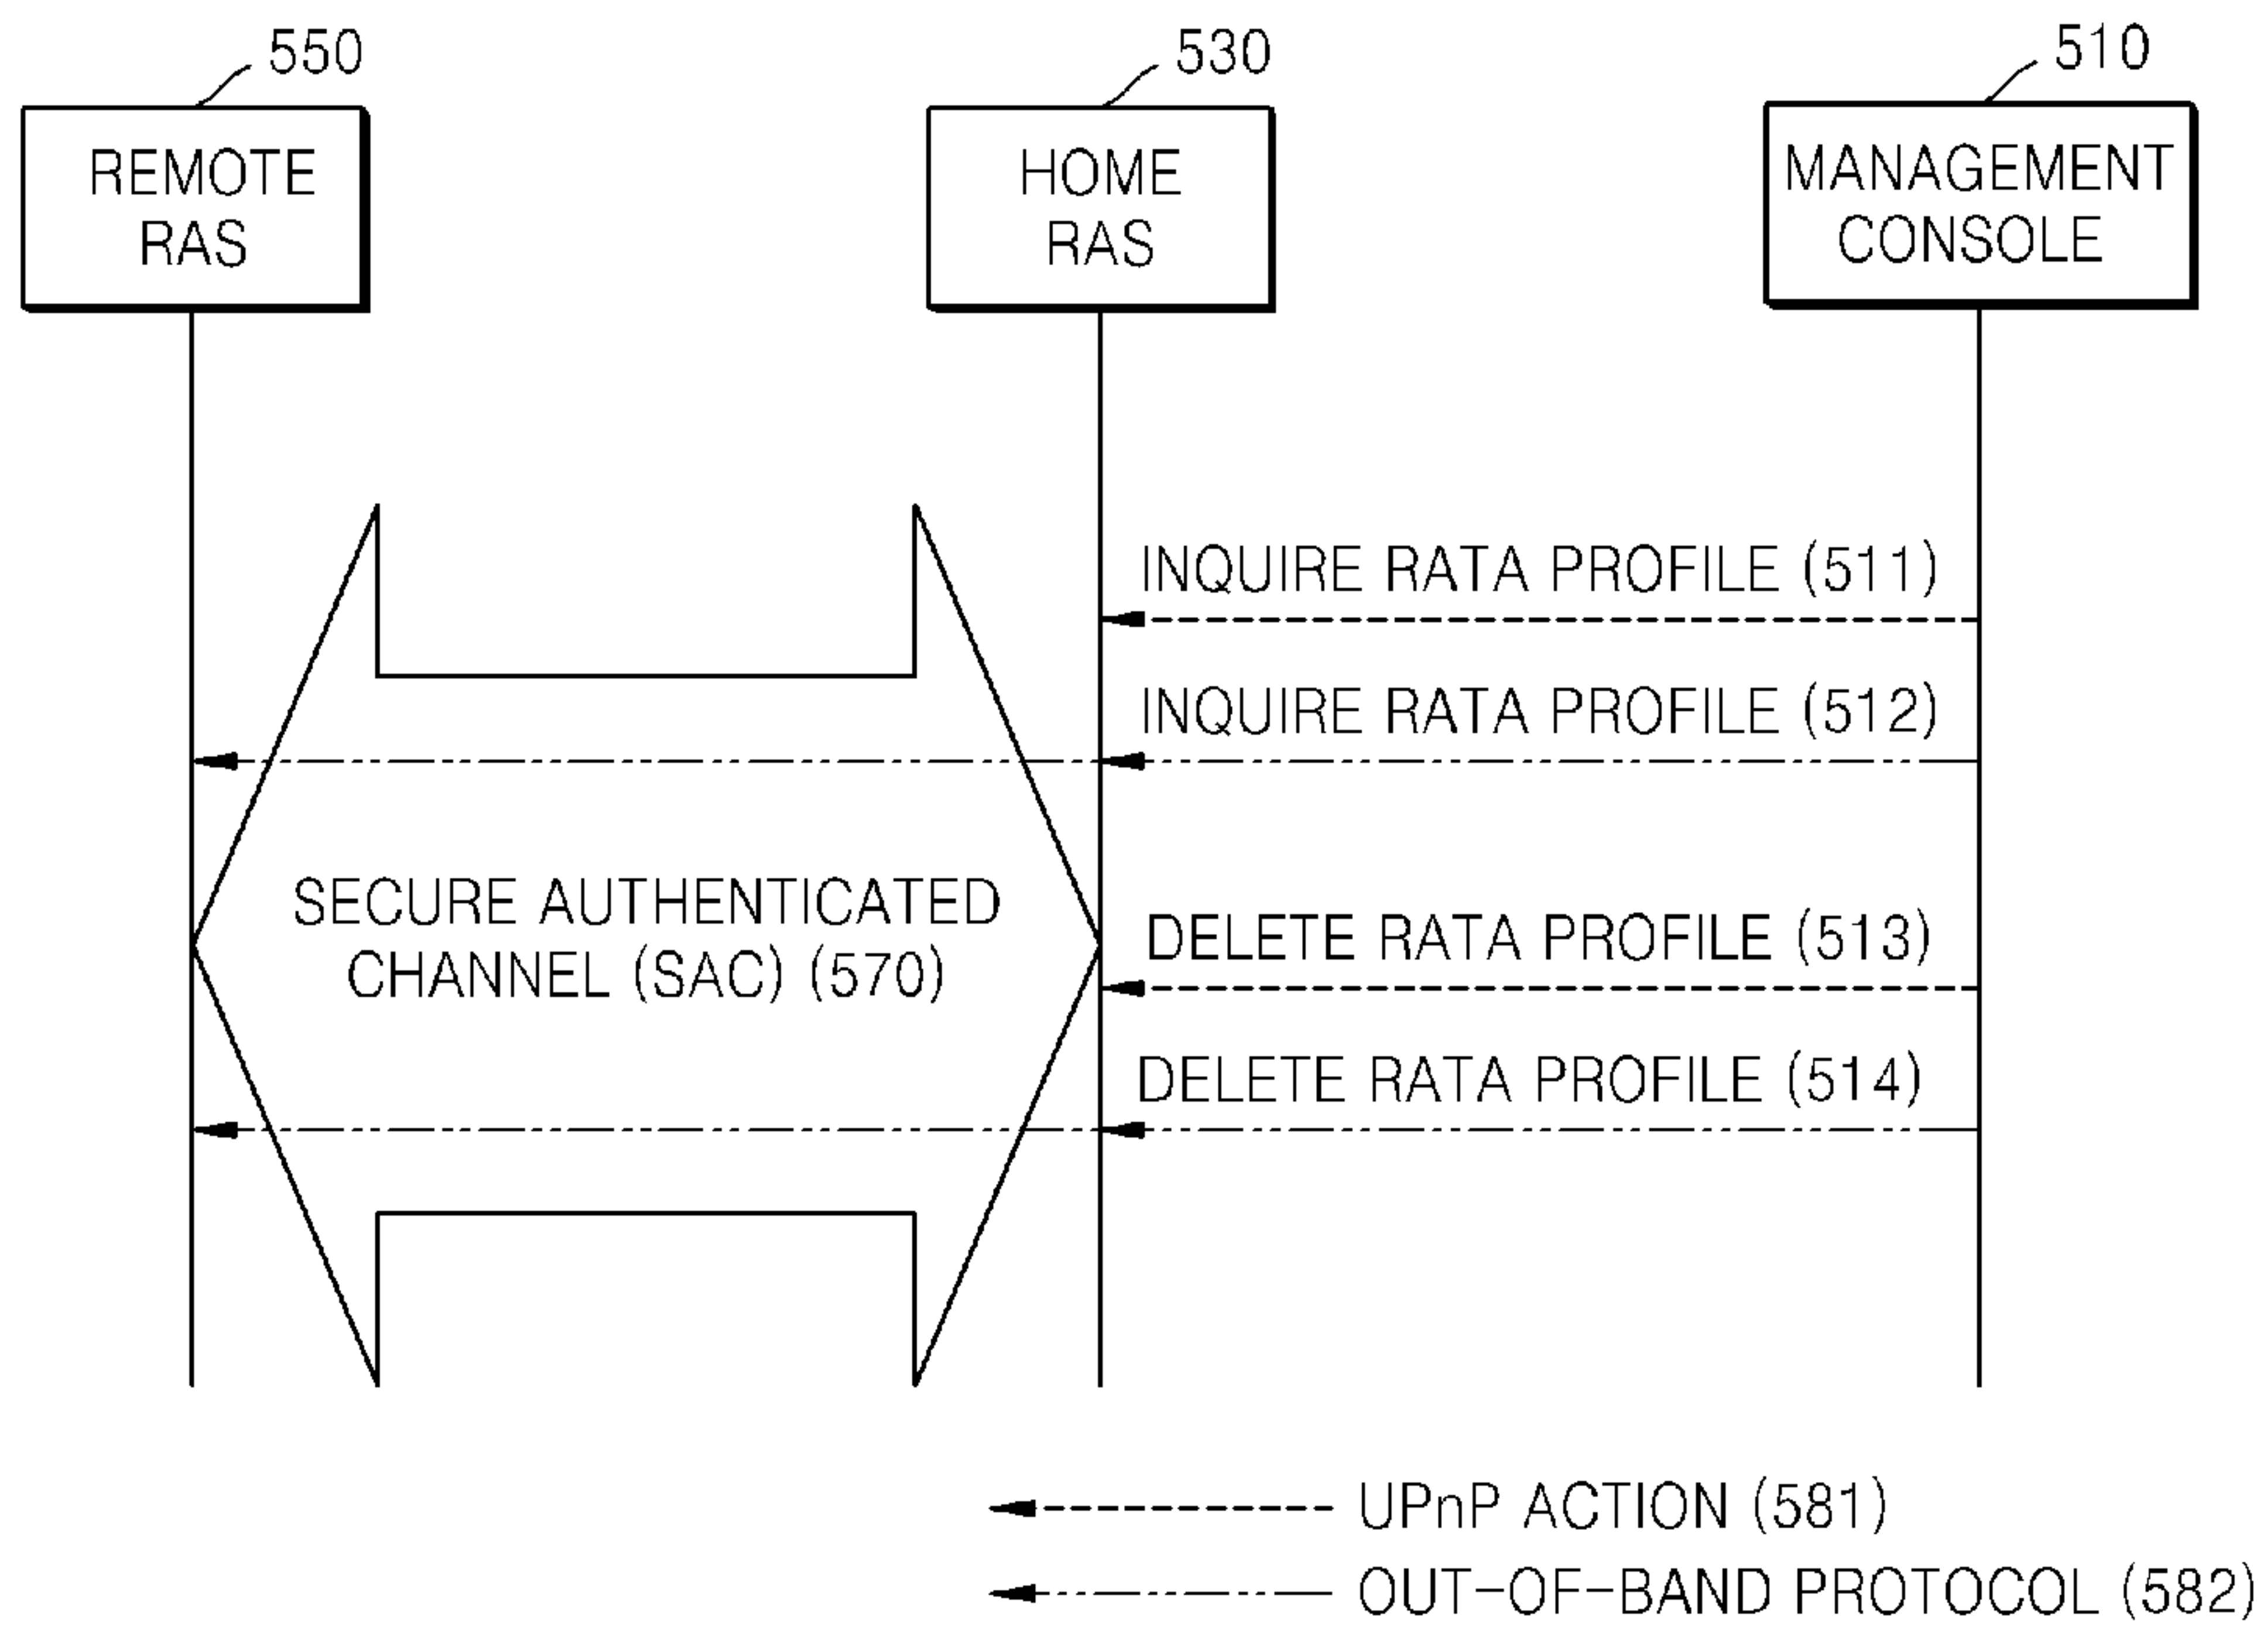 550
530
510
REMOTE
RAS
HOME
RAS
MANAGEMENT
CONSOLE
INQUIRE RATA PROFILE (511)
INQUIRE RATA PROFILE (512)
SECURE AUTHENTICATED
CHANNEL (SAC) (570)
DELETE RATA PROFILE (513)
DELETE RATA PROFILE (514)
UPnP ACTION (581)
OUT-OF-BAND PROTOCOL (582)